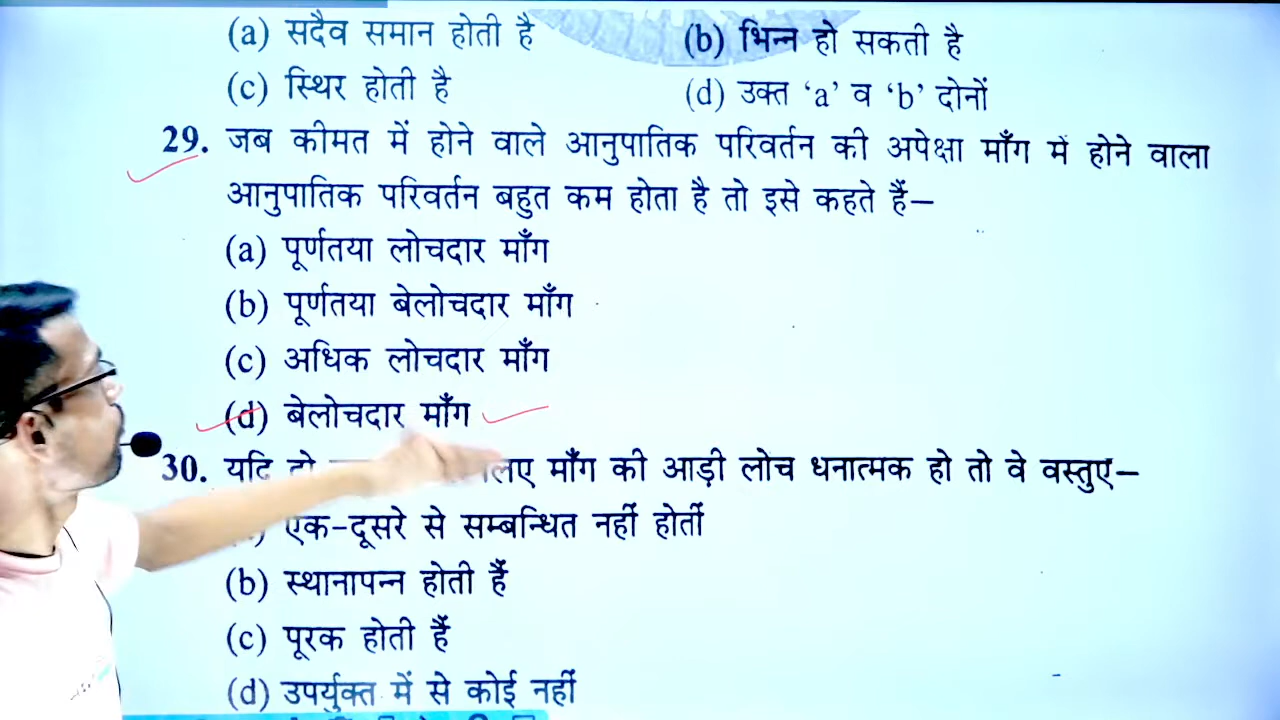 (a) सदैव समान होती है (b) भिन्न हो सकती है
(c) स्थिर होती है (d) उक्त ‘a’ व ‘b’ दोनों
29. जब कीमत में होने वाले आनुपातिक परिवर्तन की अपेक्षा माँग में होने वाला
आनुपातिक परिवर्तन बहुत कम होता है तो इसे कहते हैं–
(a) पूर्णतया लोचदार माँग
(b) पूर्णतया बेलोचदार माँग
(c) अधिक लोचदार माँग
(d) बेलोचदार माँग
30. यदि दो लिए माँग की आड़ी लोच धनात्मक हो तो वे वस्तुएँ–
एक-दूसरे से सम्बन्धित नहीं होतीं
(b) स्थानापन्न होती हैं
(c) पूरक होती हैं
(d) उपर्युक्त में से कोई नहीं